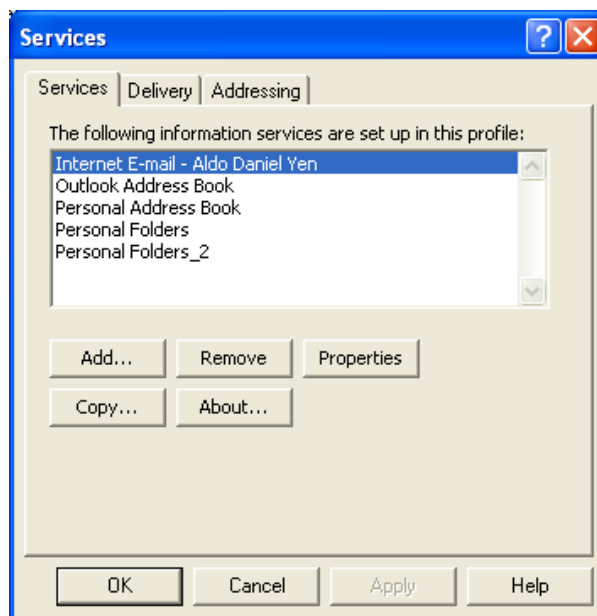 Services
Services Delivery Addressing
The following information services are set up in this profile:
Internet E-mail - Aldo Daniel Yen
Outlook Address Book
Personal Address Book
Personal Folders
Personal Folders_2
Add... Remove Properties
Copy... About...
OK Cancel Apply Help